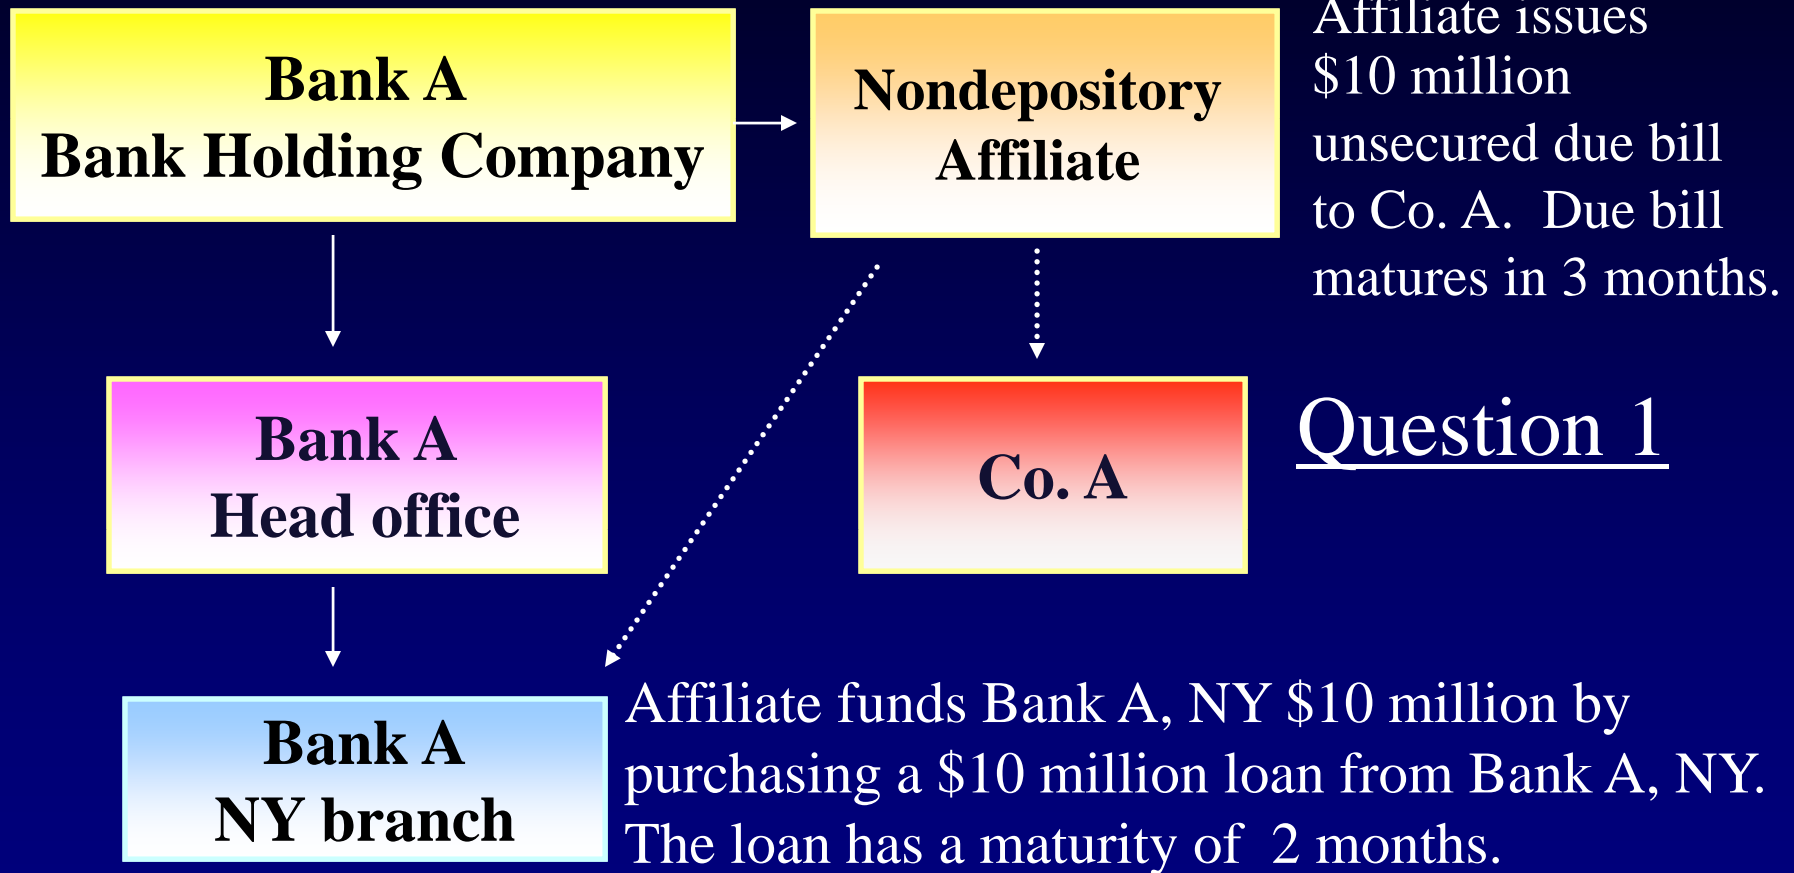 Bank A
Bank Holding Company
Nondepository
Affiliate
Affiliate issues
$10 million
unsecured due bill
to Co. A.  Due bill
matures in 3 months.
Bank A
Head office
Co. A
Question 1
Bank A
NY branch
Affiliate funds Bank A, NY $10 million by
purchasing a $10 million loan from Bank A, NY.
The loan has a maturity of  2 months.